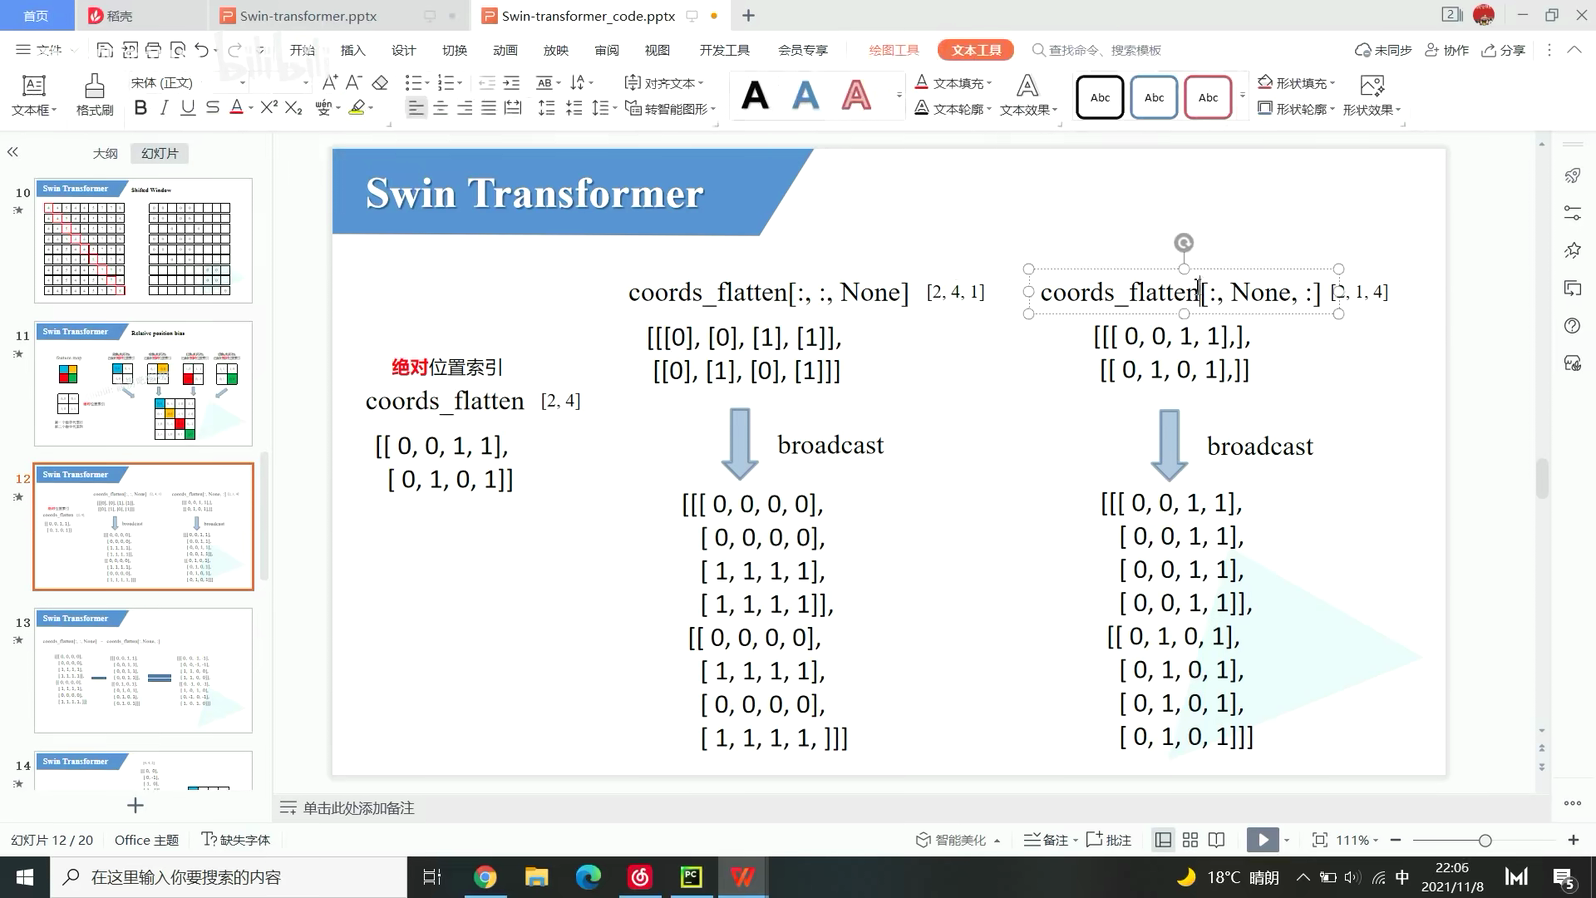 首页
稻壳
Swin-transformer.pptx
Swin-transformer_code.pptx
2
文件
开始 插入 设计 切换 动画 放映 审阅 视图 开发工具 会员专享 绘图工具 文本工具
查找命令、搜索模板
未同步 协作 分享
bilibili
文本框
格式刷
宋体 (正文)
对齐文本
转智能图形
文本填充
文本轮廓
文本效果
Abc Abc Abc
形状填充
形状轮廓
形状效果
大纲 幻灯片
10
Swin Transformer Shifted Window
11
Swin Transformer Relative position bias
12
Swin Transformer
13
Swin Transformer
14
Swin Transformer
Swin Transformer
绝对位置索引
coords_flatten [2, 4]
[[ 0, 0, 1, 1],
[ 0, 1, 0, 1]]
coords_flatten[:, :, None] [2, 4, 1]
[[[0], [0], [1], [1]],
[[0], [1], [0], [1]]]
broadcast
[[[ 0, 0, 0, 0],
[ 0, 0, 0, 0],
[ 1, 1, 1, 1],
[ 1, 1, 1, 1]],
[[ 0, 0, 0, 0],
[ 1, 1, 1, 1],
[ 0, 0, 0, 0],
[ 1, 1, 1, 1, ]]]
coords_flatten[:, None, :] [2, 1, 4]
[[[ 0, 0, 1, 1],],
[[ 0, 1, 0, 1],]]
broadcast
[[[ 0, 0, 1, 1],
[ 0, 0, 1, 1],
[ 0, 0, 1, 1],
[ 0, 0, 1, 1]],
[[ 0, 1, 0, 1],
[ 0, 1, 0, 1],
[ 0, 1, 0, 1],
[ 0, 1, 0, 1]]]
单击此处添加备注
幻灯片 12 / 20 Office 主题 缺失字体
智能美化 备注 批注
111%
在这里输入你要搜索的内容
18°C 晴朗
中
22:06
2021/11/8
5